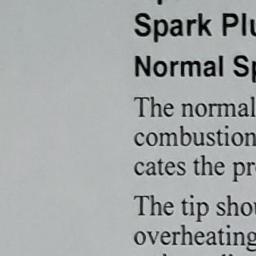 Spark Plu
Normal Sp
The normal
combustion
cates the pr
The tip shou
overheating